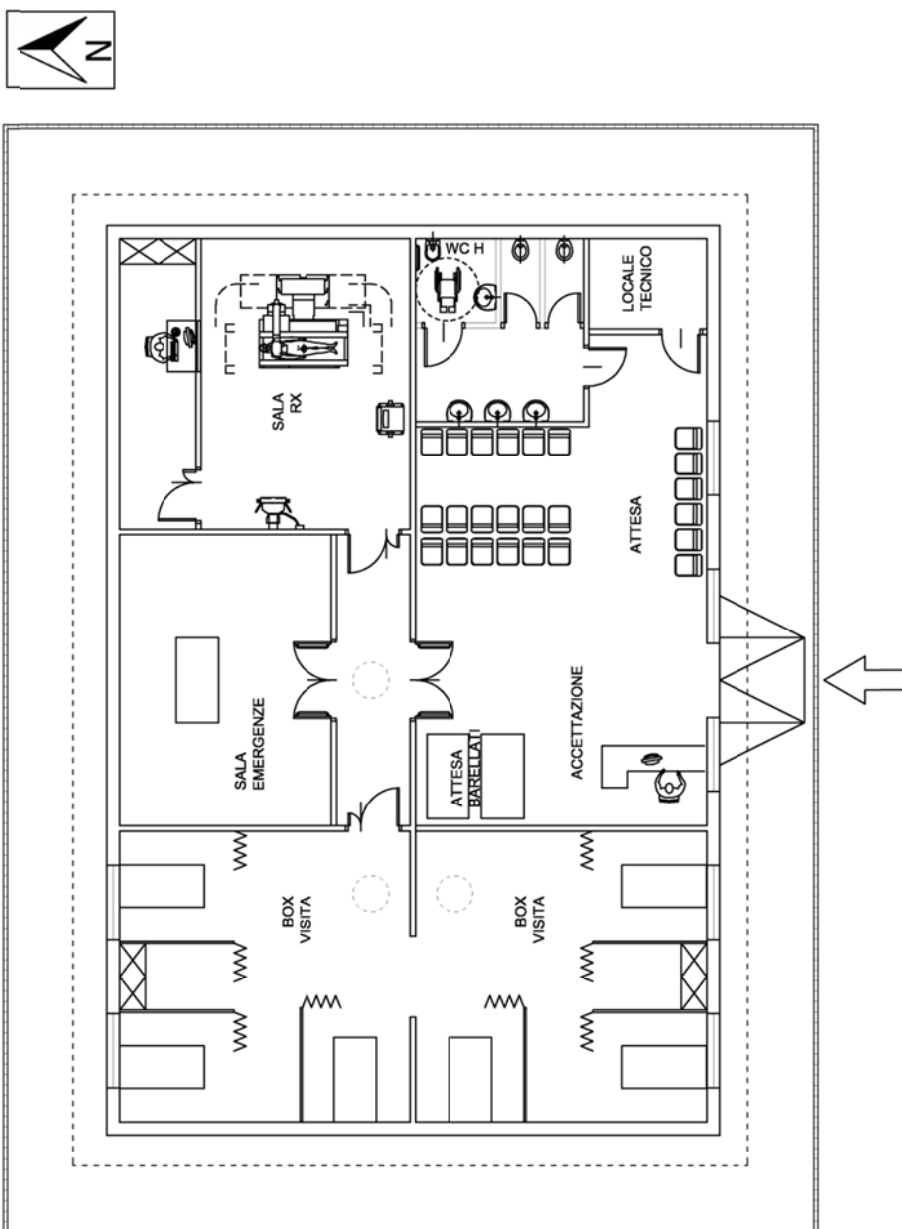 N
WC H
LOCALE
TECNICO
SALA
RX
ATTESA
SALA
EMERGENZE
ATTESA
BARELLATI
ACCETTAZIONE
BOX
VISITA
BOX
VISITA